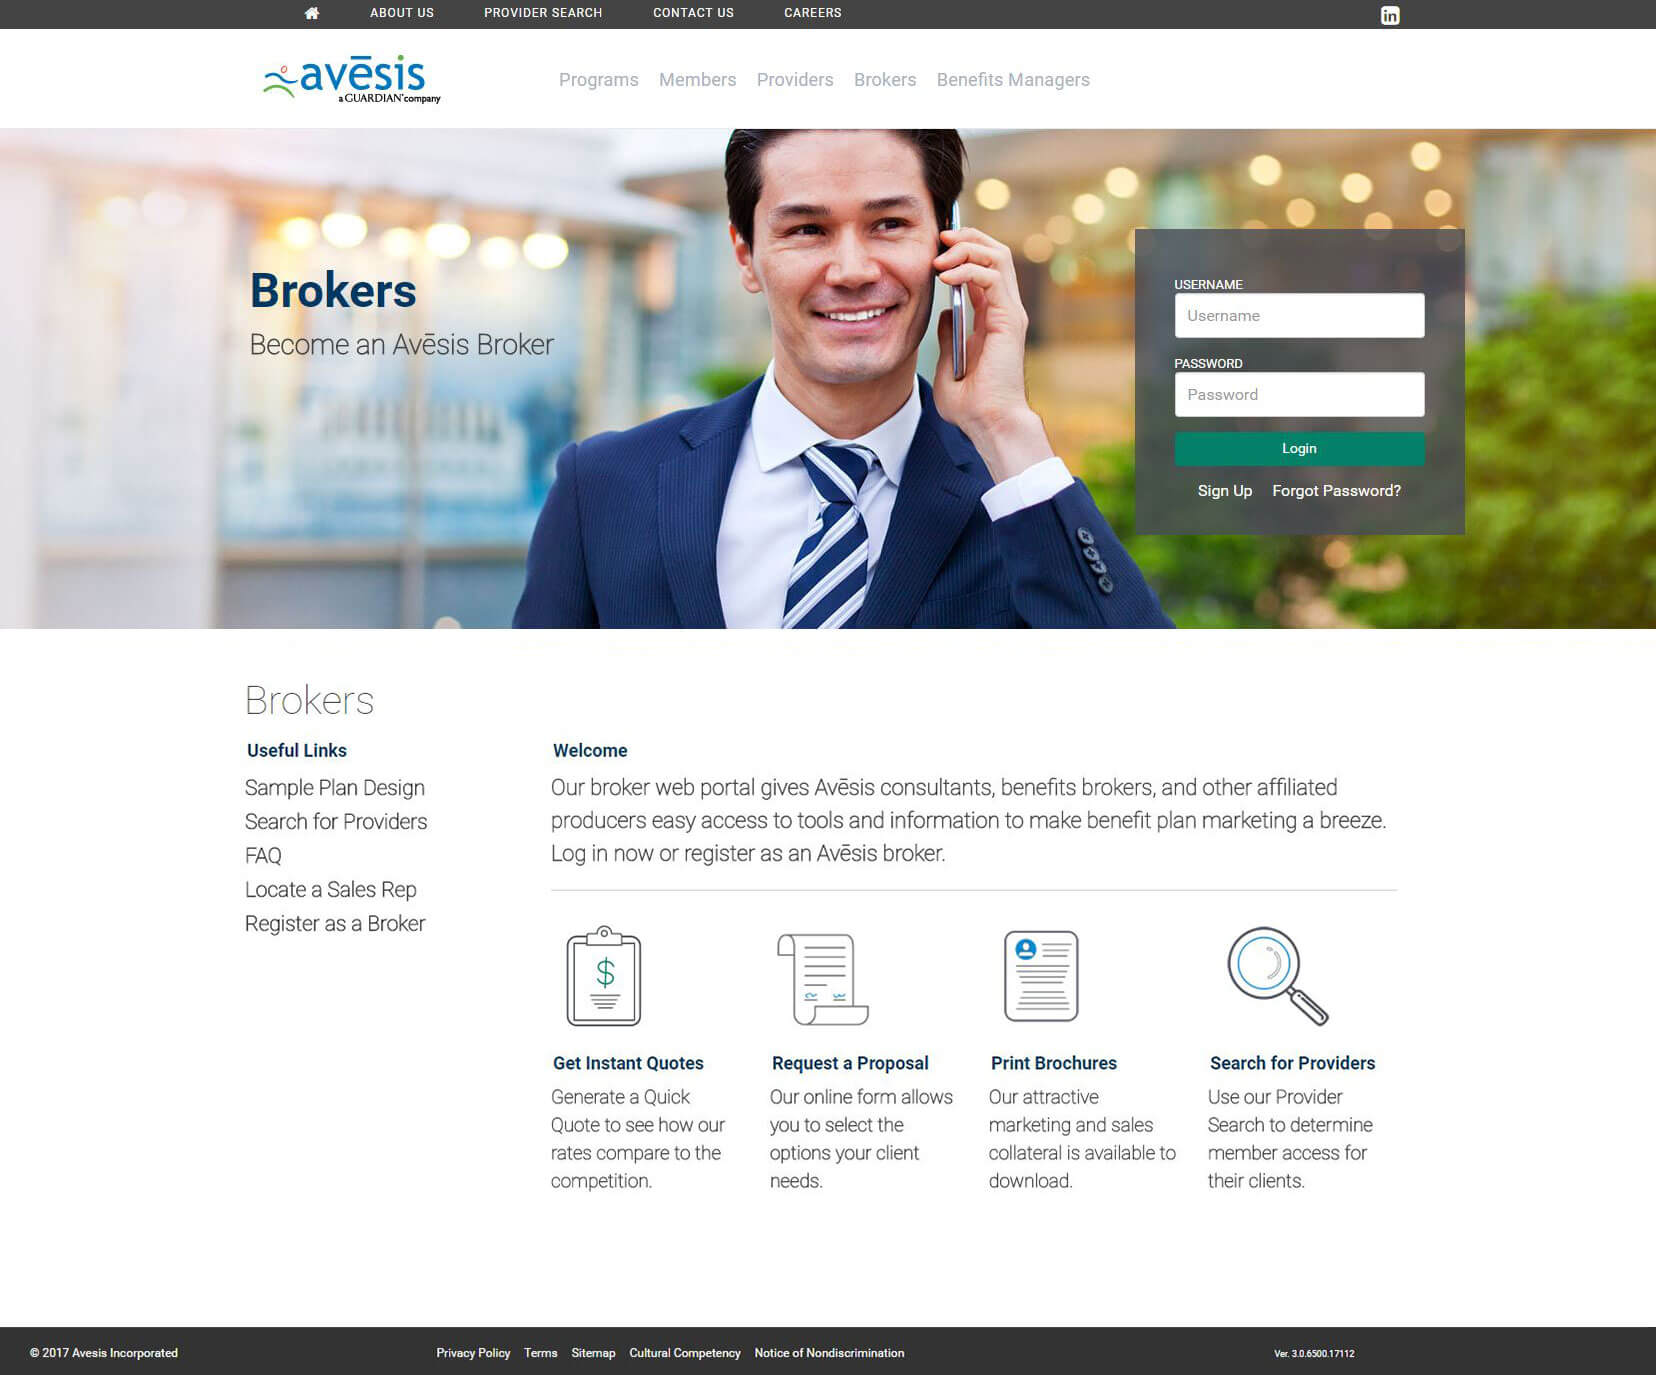 ABOUT US PROVIDER SEARCH CONTACT US CAREERS in
avēsis
a GUARDIAN® company
Programs Members Providers Brokers Benefits Managers
Brokers
Become an Avēsis Broker
USERNAME
Username
PASSWORD
Password
Login
Sign Up Forgot Password?
Brokers
Useful Links
Sample Plan Design
Search for Providers
FAQ
Locate a Sales Rep
Register as a Broker
Welcome
Our broker web portal gives Avēsis consultants, benefits brokers, and other affiliated
producers easy access to tools and information to make benefit plan marketing a breeze.
Log in now or register as an Avēsis broker.
$
Get Instant Quotes
Generate a Quick
Quote to see how our
rates compare to the
competition.
Request a Proposal
Our online form allows
you to select the
options your client
needs.
Print Brochures
Our attractive
marketing and sales
collateral is available to
download.
Search for Providers
Use our Provider
Search to determine
member access for
their clients.
© 2017 Avesis Incorporated
Privacy Policy Terms Sitemap Cultural Competency Notice of Nondiscrimination
Ver. 3.0.6500.17112